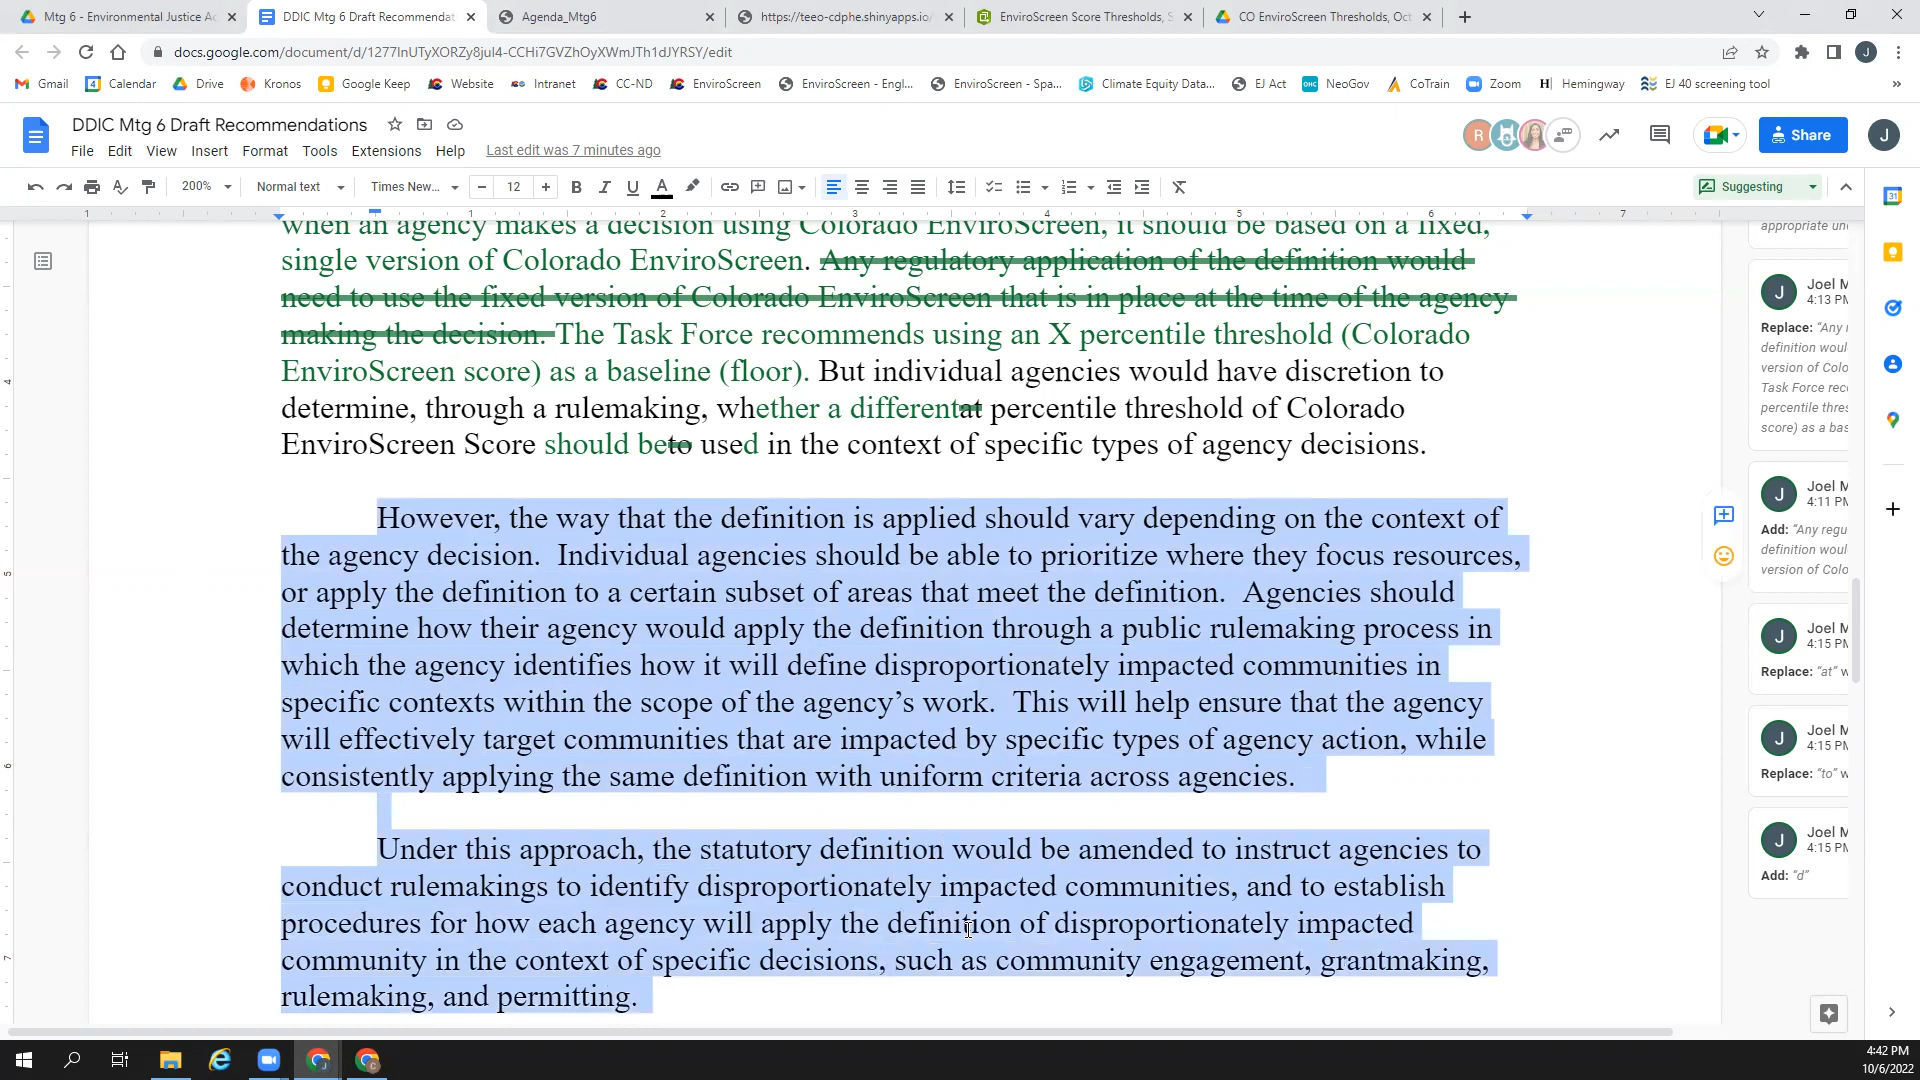 Mtg 6 - Environmental Justice Ac
DDIC Mtg 6 Draft Recommendati
Agenda_Mtg6
https://teeo-cdphe.shinyapps.io/
EnviroScreen Score Thresholds, S
CO EnviroScreen Thresholds, Oct
docs.google.com/document/d/1277lnUTyXORZy8jul4-CCHi7GVZhOyXWmJTh1dJYRSY/edit
J
Gmail
Calendar
Drive
Kronos
Google Keep
Website
Intranet
CC-ND
EnviroScreen
EnviroScreen - Engl...
EnviroScreen - Spa...
Climate Equity Data...
EJ Act
NeoGov
CoTrain
Zoom
Hemingway
EJ 40 screening tool
»
DDIC Mtg 6 Draft Recommendations
R
Share
J
File Edit View Insert Format Tools Extensions Help Last edit was 7 minutes ago
200% Normal text Times New... 12 B I U A Suggesting
1 1 2 3 4 5 6 7
when an agency makes a decision using Colorado EnviroScreen, it should be based on a fixed,
single version of Colorado EnviroScreen. Any regulatory application of the definition would
need to use the fixed version of Colorado EnviroScreen that is in place at the time of the agency
making the decision. The Task Force recommends using an X percentile threshold (Colorado
EnviroScreen score) as a baseline (floor). But individual agencies would have discretion to
determine, through a rulemaking, whether a differentat percentile threshold of Colorado
EnviroScreen Score should beto used in the context of specific types of agency decisions.
However, the way that the definition is applied should vary depending on the context of
the agency decision.  Individual agencies should be able to prioritize where they focus resources,
or apply the definition to a certain subset of areas that meet the definition.  Agencies should
determine how their agency would apply the definition through a public rulemaking process in
which the agency identifies how it will define disproportionately impacted communities in
specific contexts within the scope of the agency’s work.  This will help ensure that the agency
will effectively target communities that are impacted by specific types of agency action, while
consistently applying the same definition with uniform criteria across agencies.
Under this approach, the statutory definition would be amended to instruct agencies to
conduct rulemakings to identify disproportionately impacted communities, and to establish
procedures for how each agency will apply the definition of disproportionately impacted
community in the context of specific decisions, such as community engagement, grantmaking,
rulemaking, and permitting.
appropriate un
J
Joel M
4:13 PM
Replace: “Any r
definition woul
version of Colo
Task Force rec
percentile thres
score) as a bas
J
Joel M
4:11 PM
Add: “Any regu
definition woul
version of Colo
J
Joel M
4:15 PM
Replace: “at” w
J
Joel M
4:15 PM
Replace: “to” w
J
Joel M
4:15 PM
Add: “d”
4
5
6
7
4:42 PM
10/6/2022